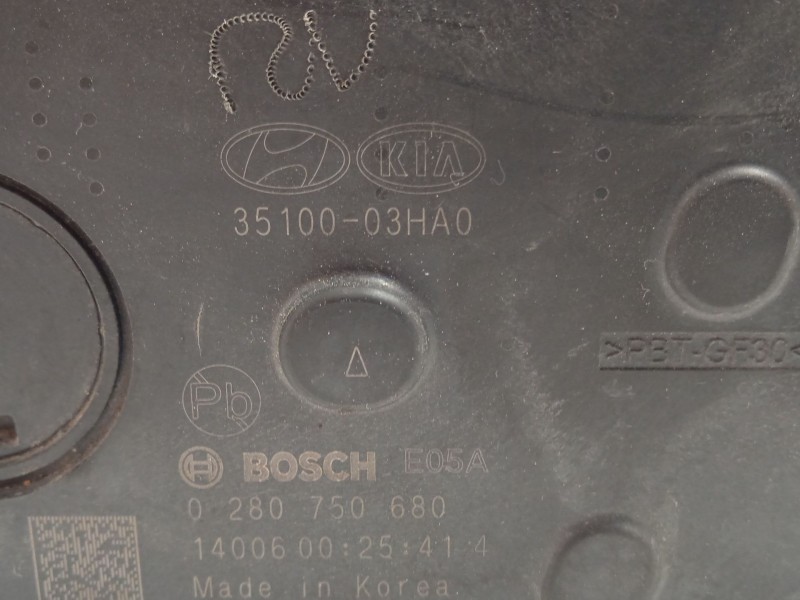 KIA
35100-03HA0
>PBT-GF30<
Pb
BOSCH E05A
0 280 750 680
14006 00:25:41 4
Made in Korea.